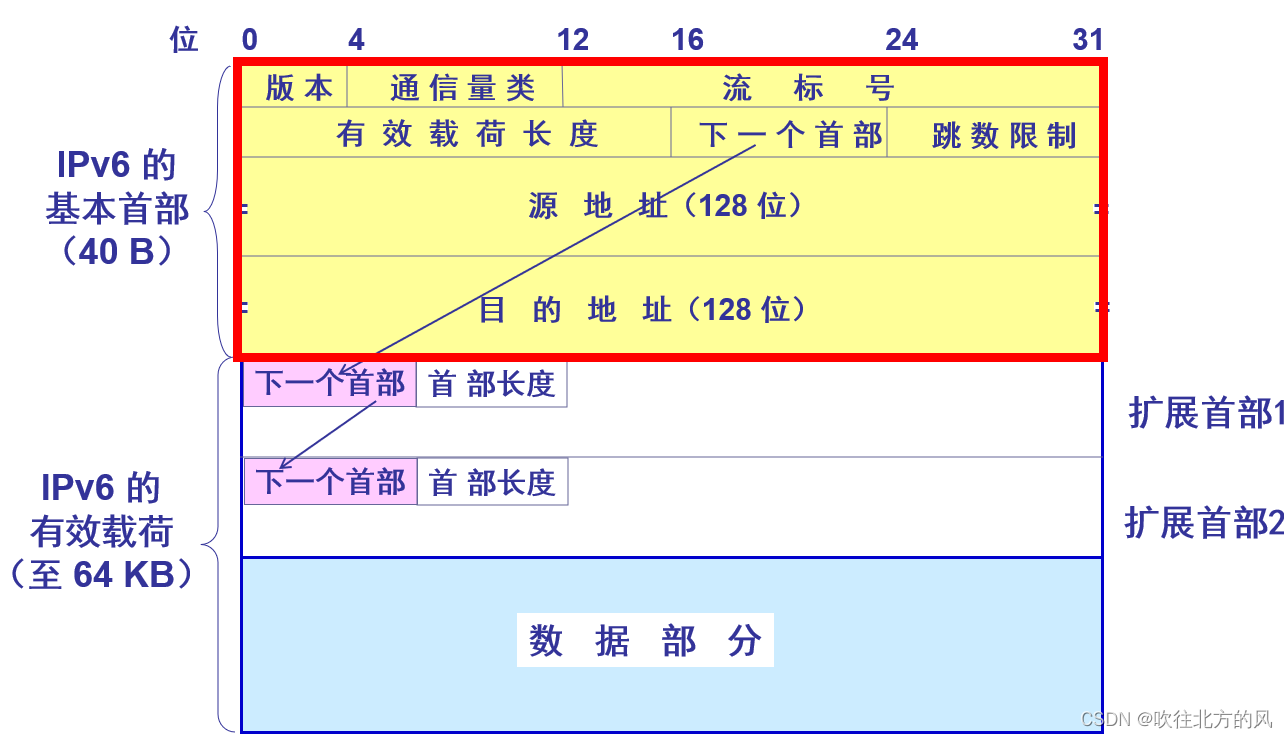 位 0 4 12 16 24 31
版本 通信量类 流标号
有效载荷长度 下一个首部 跳数限制
IPv6 的
基本首部
（40 B）
源地址（128 位）
目的地址（128 位）
下一个首部 首部长度
扩展首部1
下一个首部 首部长度
扩展首部2
IPv6 的
有效载荷
（至 64 KB）
数据部分
CSDN @吹往北方的风